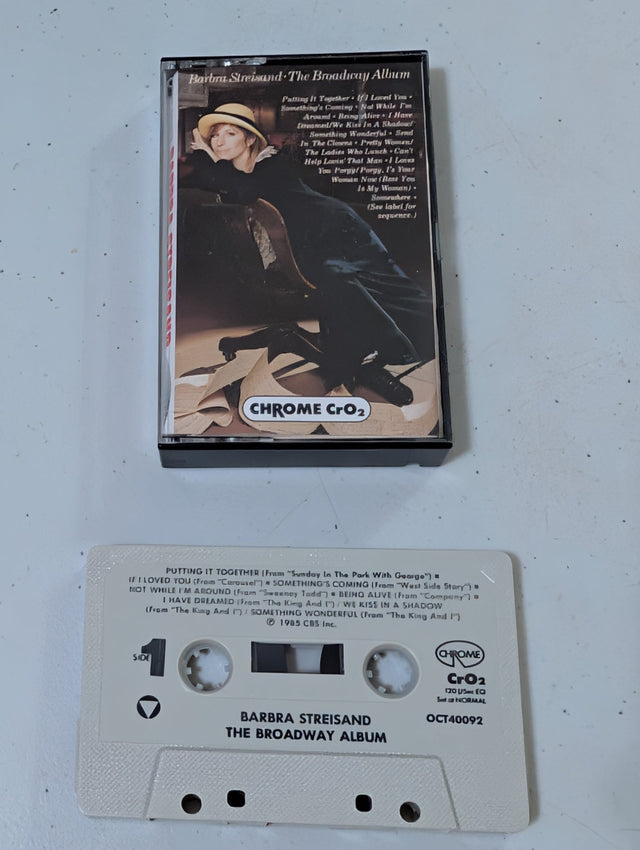 Barbra Streisand · The Broadway Album
Putting It Together • If I Loved You •
Something's Coming • Not While I'm
Around • Being Alive • I Have
Dreamed/We Kiss In A Shadow/
Something Wonderful • Send
In The Clowns • Pretty Women/
The Ladies Who Lunch • Can't
Help Lovin' That Man • I Loves
You Porgy/Porgy, I's Your
Woman Now (Bess You
Is My Woman) •
Somewhere •
(See label for
sequence.)
CHROME CrO₂
PUTTING IT TOGETHER (From "Sunday In The Park With George") ■
IF I LOVED YOU (From "Carousel") ■ SOMETHING'S COMING (From "West Side Story") ■
NOT WHILE I'M AROUND (From "Sweeney Todd") ■ BEING ALIVE (From "Company") ■
I HAVE DREAMED (From "The King And I") / WE KISS IN A SHADOW
(From "The King And I") / SOMETHING WONDERFUL (From "The King And I")
℗ 1985 CBS Inc.
SIDE 1
CHROME
CrO₂
120 µSec EQ
Set at NORMAL
OCT40092
BARBRA STREISAND
THE BROADWAY ALBUM